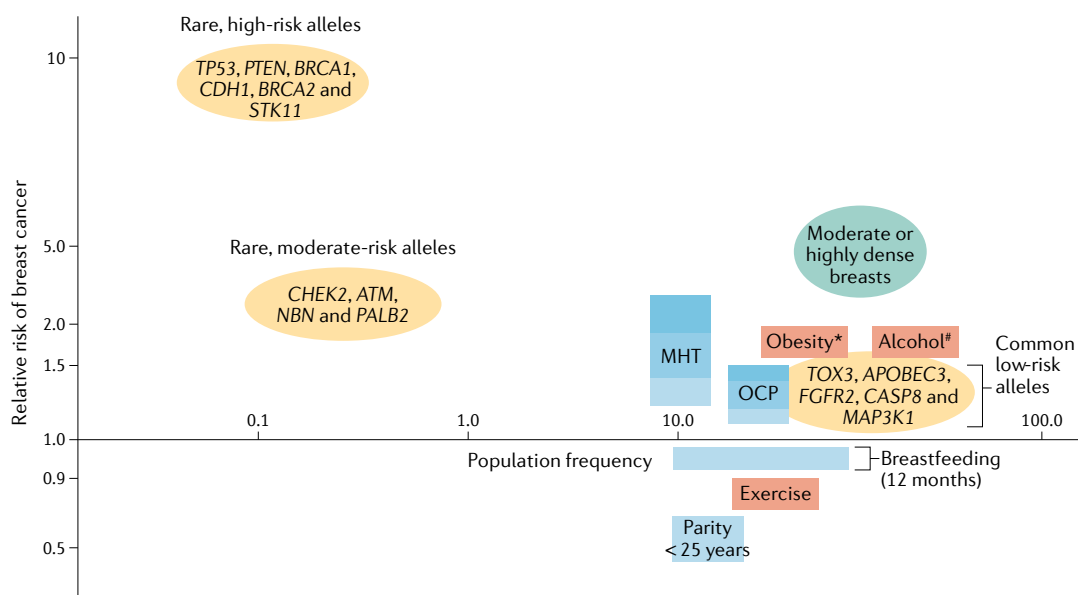 Rare, high-risk alleles
10
TP53, PTEN, BRCA1,
CDH1, BRCA2 and
STK11
Relative risk of breast cancer
5.0
Rare, moderate-risk alleles
Moderate or
highly dense
breasts
CHEK2, ATM,
NBN and PALB2
2.0
Obesity*
Alcohol#
Common
low-risk
alleles
MHT
1.5
OCP
TOX3, APOBEC3,
FGFR2, CASP8 and
MAP3K1
0.1
1.0
10.0
100.0
1.0
Population frequency
Breastfeeding
(12 months)
0.9
Exercise
Parity
< 25 years
0.5